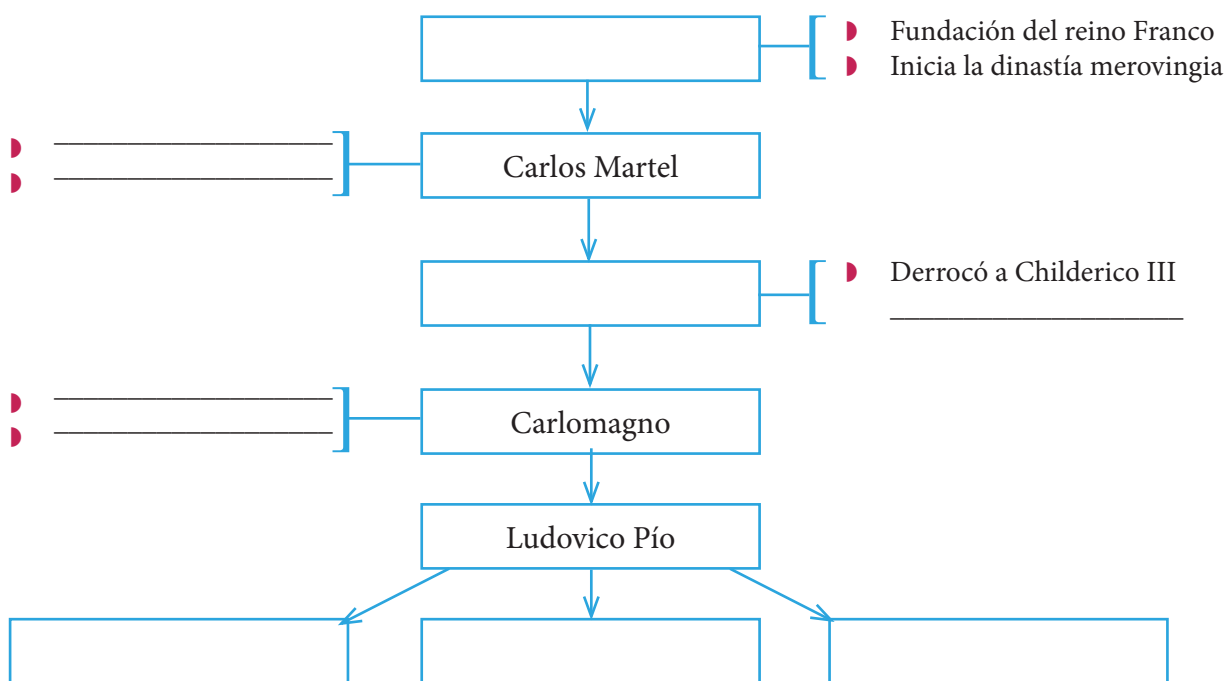 Fundación del reino Franco
Inicia la dinastía merovingia
Carlos Martel
Derrocó a Childerico III
Carlomagno
Ludovico Pío